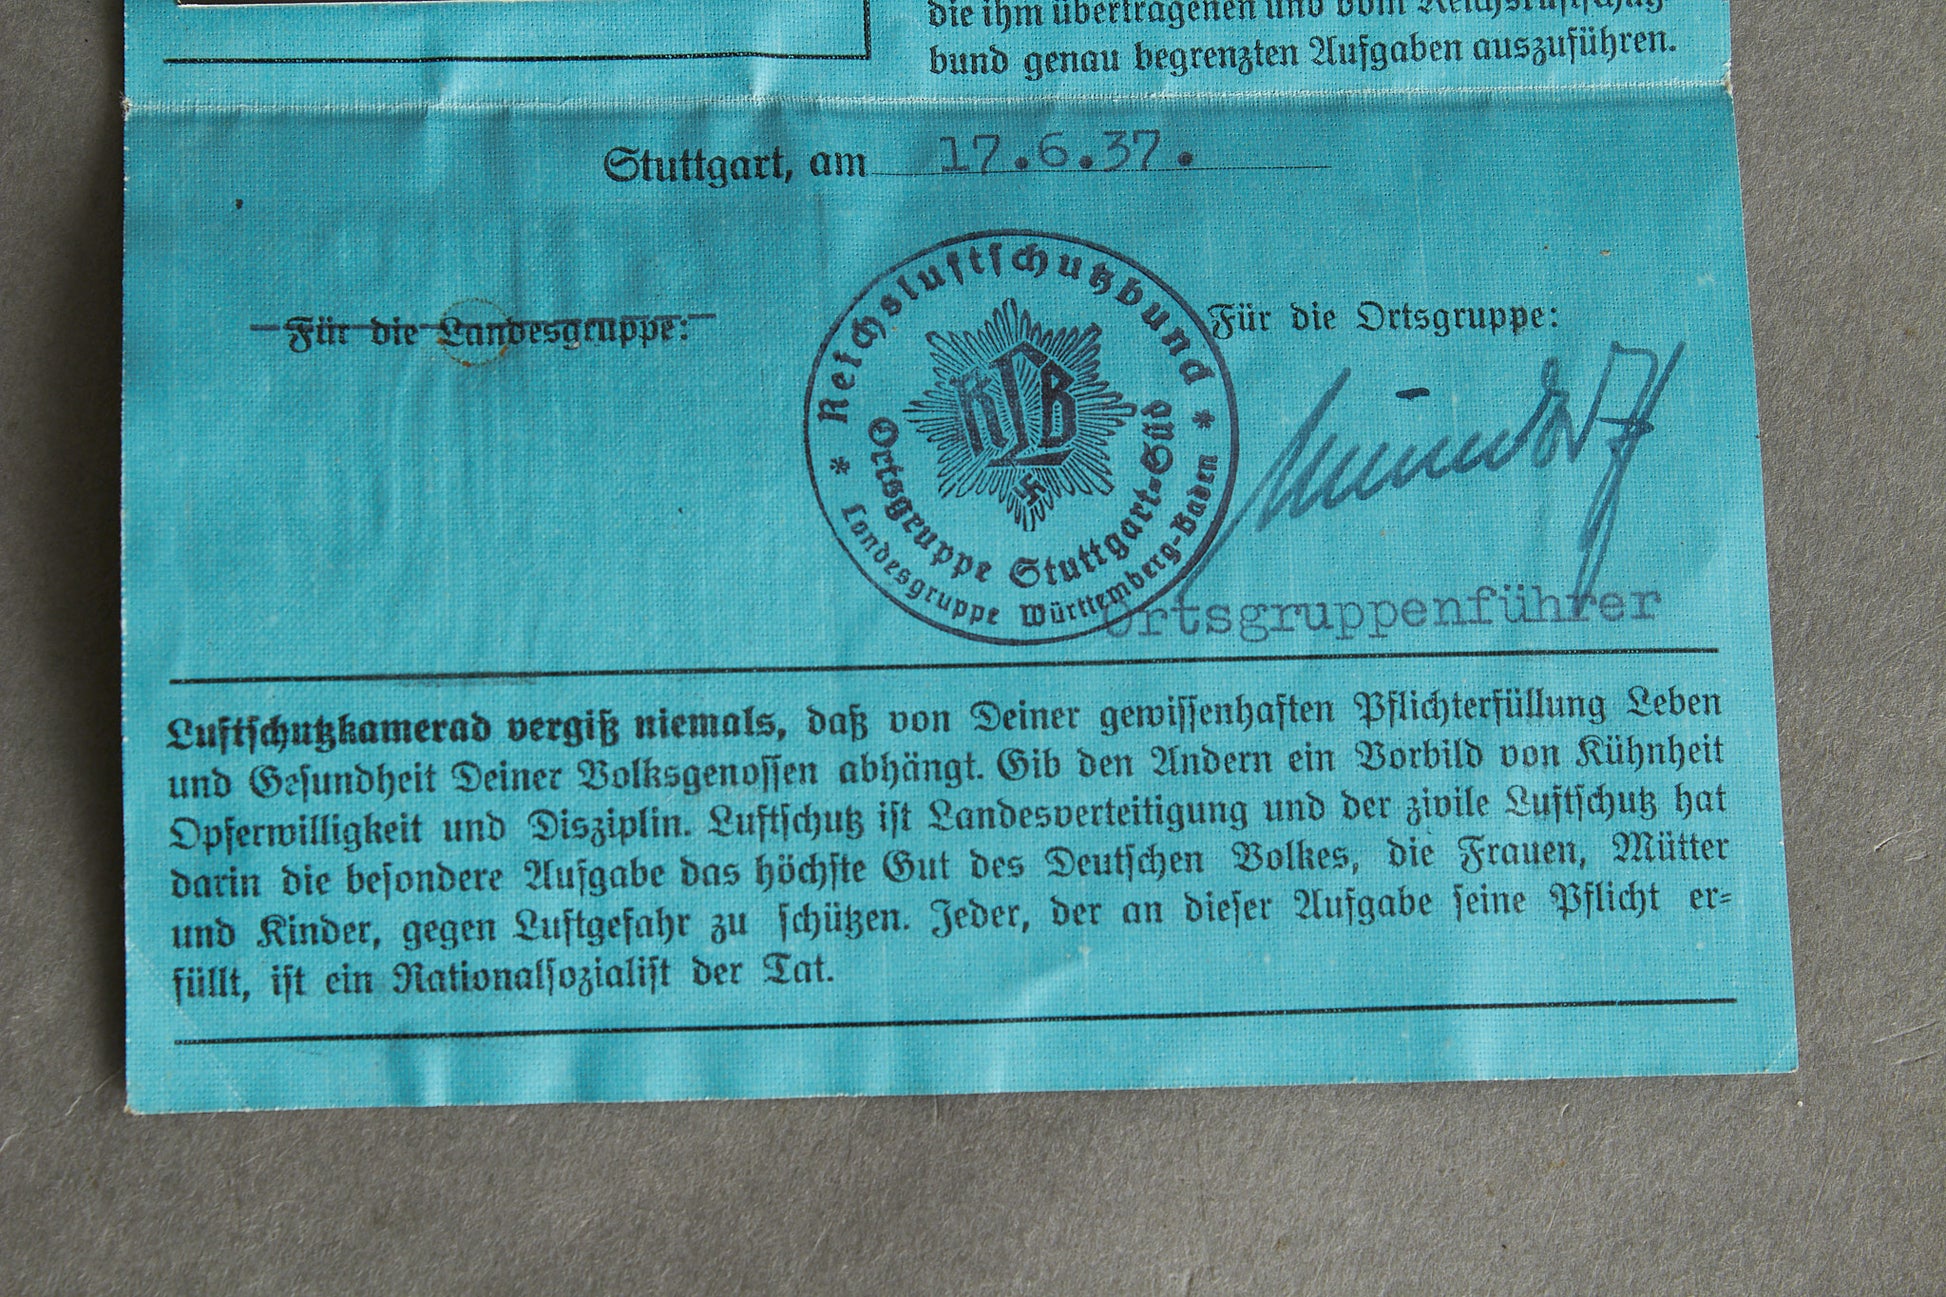 die ihm übertragenen und vom Reichsluftschutz-
bund genau begrenzten Aufgaben auszuführen.
Stuttgart, am 17.6.37.
Reichsluftschutzbund
RLB
Ortsgruppe Stuttgart-Süd
* Landesgruppe Württemberg-Baden *
Für die Landesgruppe:
Für die Ortsgruppe:
Ortsgruppenführer
Luftschutzkamerad vergiß niemals, daß von Deiner gewissenhaften Pflichterfüllung Leben
und Gesundheit Deiner Volksgenossen abhängt. Gib den Andern ein Vorbild von Kühnheit
Opferwilligkeit und Disziplin. Luftschutz ist Landesverteitigung und der zivile Luftschutz hat
darin die besondere Aufgabe das höchste Gut des Deutschen Volkes, die Frauen, Mütter
und Kinder, gegen Luftgefahr zu schützen. Jeder, der an dieser Aufgabe seine Pflicht er-
füllt, ist ein Nationalsozialist der Tat.